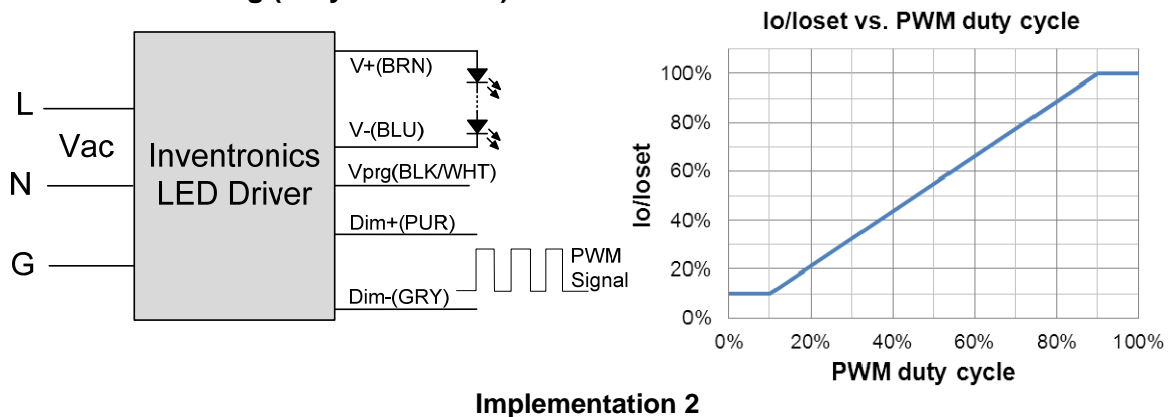 V+(BRN)
L
Vac
V-(BLU)
Inventronics
LED Driver
N
Vprg(BLK/WHT)
Dim+(PUR)
G
PWM
Signal
Dim-(GRY)
Io/Ioset vs. PWM duty cycle
Io/Ioset
100%
80%
60%
40%
20%
0%
0% 20% 40% 60% 80% 100%
PWM duty cycle
Implementation 2